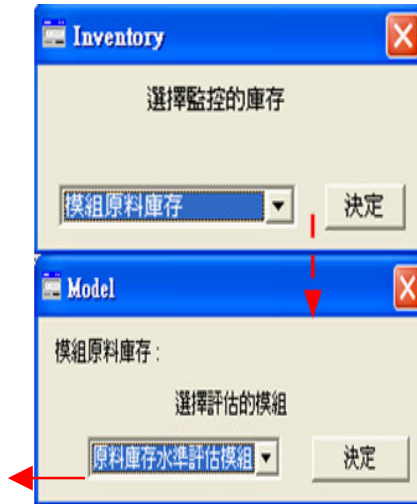 Inventory
選擇監控的庫存
模組原料庫存
決定
Model
模組原料庫存:
選擇評估的模組
原料庫存水準評估模組
決定